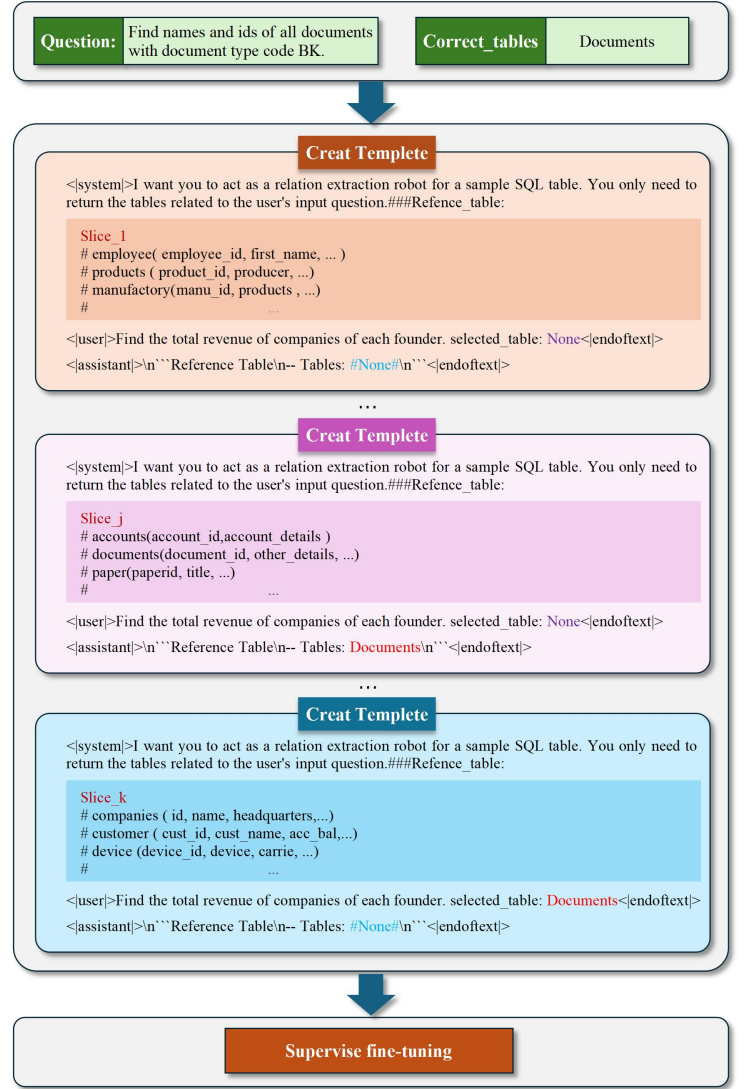 Question:
Find names and ids of all documents
with document type code BK.
Correct_tables
Documents
Creat Templete
<|system|>I want you to act as a relation extraction robot for a sample SQL table. You only need to
return the tables related to the user's input question.###Refence_table:
Slice_1
# employee( employee_id, first_name, ... )
# products ( product_id, producer, ...)
# manufactory(manu_id, products , ...)
# ...
<|user|>Find the total revenue of companies of each founder. selected_table: None<|endoftext|>
<|assistant|>\n```Reference Table\n-- Tables: #None#\n```<|endoftext|>
...
Creat Templete
<|system|>I want you to act as a relation extraction robot for a sample SQL table. You only need to
return the tables related to the user's input question.###Refence_table:
Slice_j
# accounts(account_id,account_details )
# documents(document_id, other_details, ...)
# paper(paperid, title, ...)
# ...
<|user|>Find the total revenue of companies of each founder. selected_table: None<|endoftext|>
<|assistant|>\n```Reference Table\n-- Tables: Documents\n```<|endoftext|>
...
Creat Templete
<|system|>I want you to act as a relation extraction robot for a sample SQL table. You only need to
return the tables related to the user's input question.###Refence_table:
Slice_k
# companies ( id, name, headquarters,...)
# customer ( cust_id, cust_name, acc_bal,...)
# device (device_id, device, carrie, ...)
# ...
<|user|>Find the total revenue of companies of each founder. selected_table: Documents<|endoftext|>
<|assistant|>\n```Reference Table\n-- Tables: #None#\n```<|endoftext|>
Supervise fine-tuning